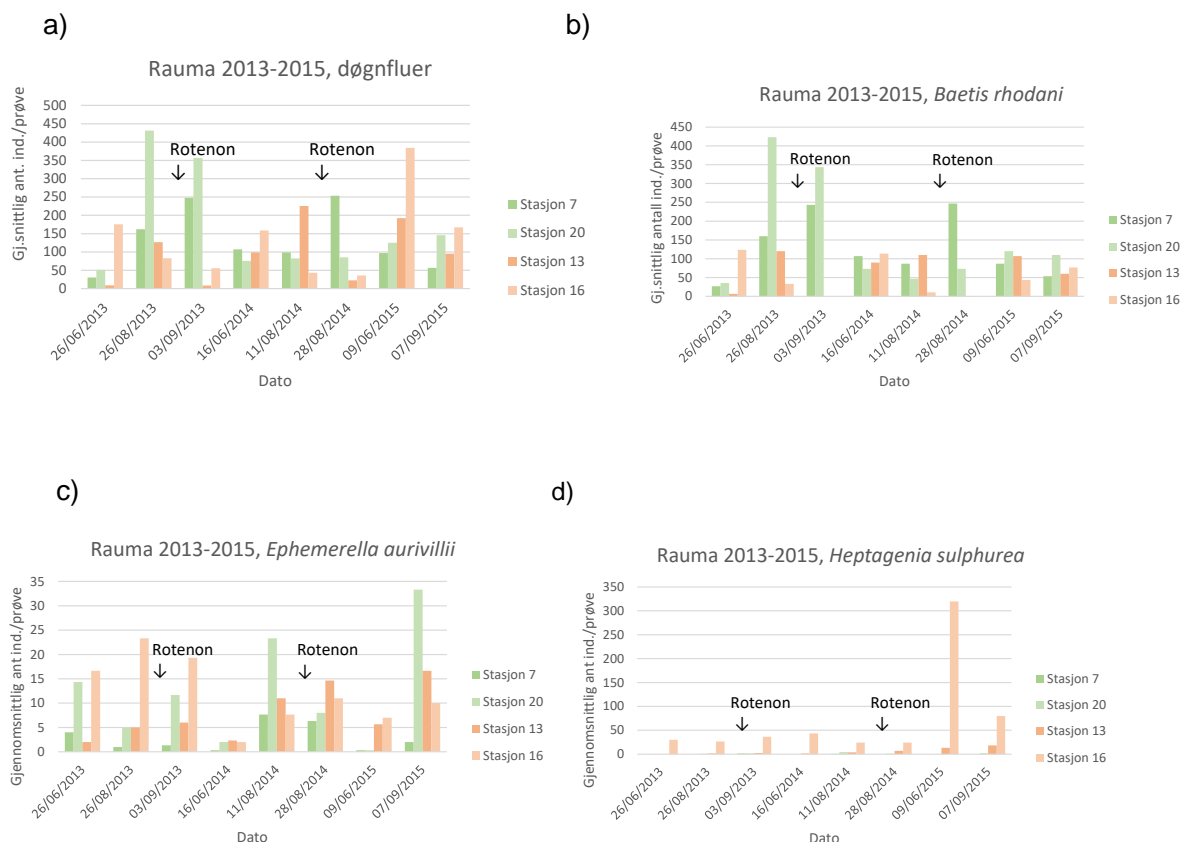 a)
Rauma 2013-2015, døgnfluer
Gj.snittlig ant. ind./prøve
500
450
400
350
300
250
200
150
100
50
0
Rotenon
Rotenon
26/06/2013
26/08/2013
03/09/2013
16/06/2014
11/08/2014
28/08/2014
09/06/2015
07/09/2015
Dato
Stasjon 7
Stasjon 20
Stasjon 13
Stasjon 16
b)
Rauma 2013-2015, Baetis rhodani
Gj.snittlig antall ind./prøve
450
400
350
300
250
200
150
100
50
0
Rotenon
Rotenon
26/06/2013
26/08/2013
03/09/2013
16/06/2014
11/08/2014
28/08/2014
09/06/2015
07/09/2015
Dato
Stasjon 7
Stasjon 20
Stasjon 13
Stasjon 16
c)
Rauma 2013-2015, Ephemerella aurivillii
Gjennomsnittlig ant ind./prøve
35
30
25
20
15
10
5
0
Rotenon
Rotenon
26/06/2013
26/08/2013
03/09/2013
16/06/2014
11/08/2014
28/08/2014
09/06/2015
07/09/2015
Dato
Stasjon 7
Stasjon 20
Stasjon 13
Stasjon 16
d)
Rauma 2013-2015, Heptagenia sulphurea
Gjennomsnittlig ant ind./prøve
350
300
250
200
150
100
50
0
Rotenon
Rotenon
26/06/2013
26/08/2013
03/09/2013
16/06/2014
11/08/2014
28/08/2014
09/06/2015
07/09/2015
Dato
Stasjon 7
Stasjon 20
Stasjon 13
Stasjon 16